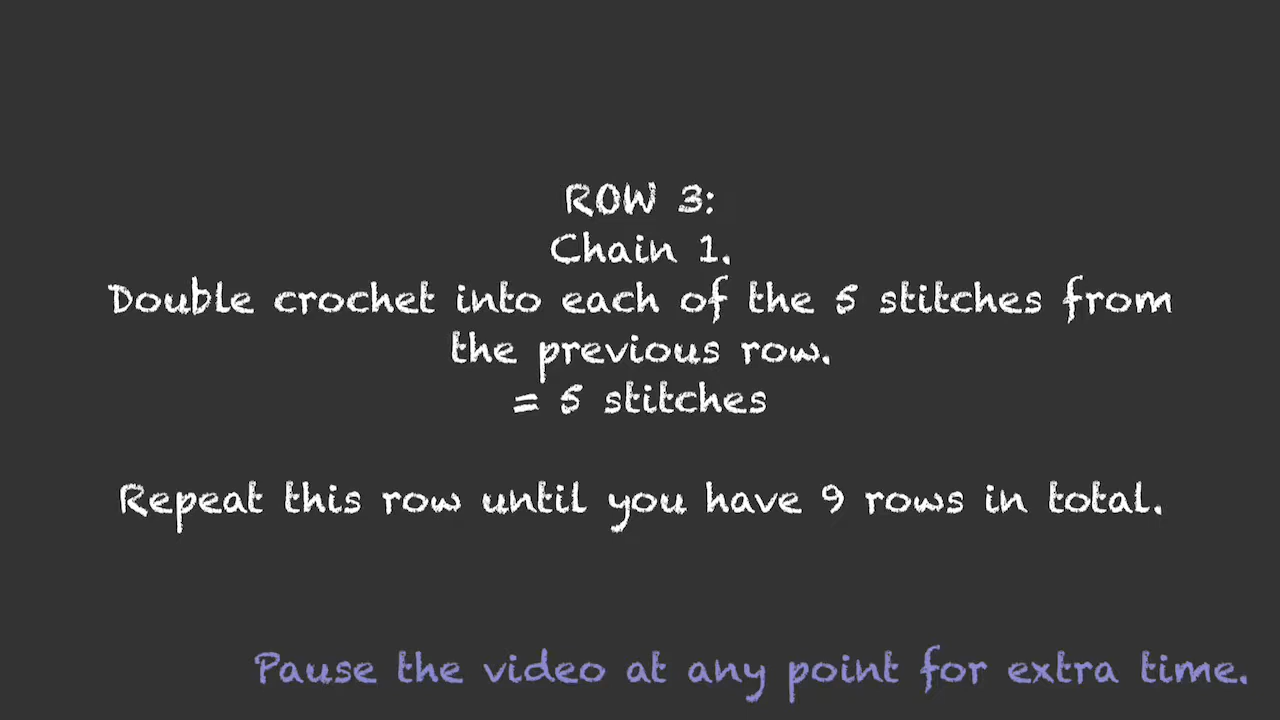 ROW 3:
Chain 1.
Double crochet into each of the 5 stitches from
the previous row.
= 5 stitches
Repeat this row until you have 9 rows in total.
Pause the video at any point for extra time.